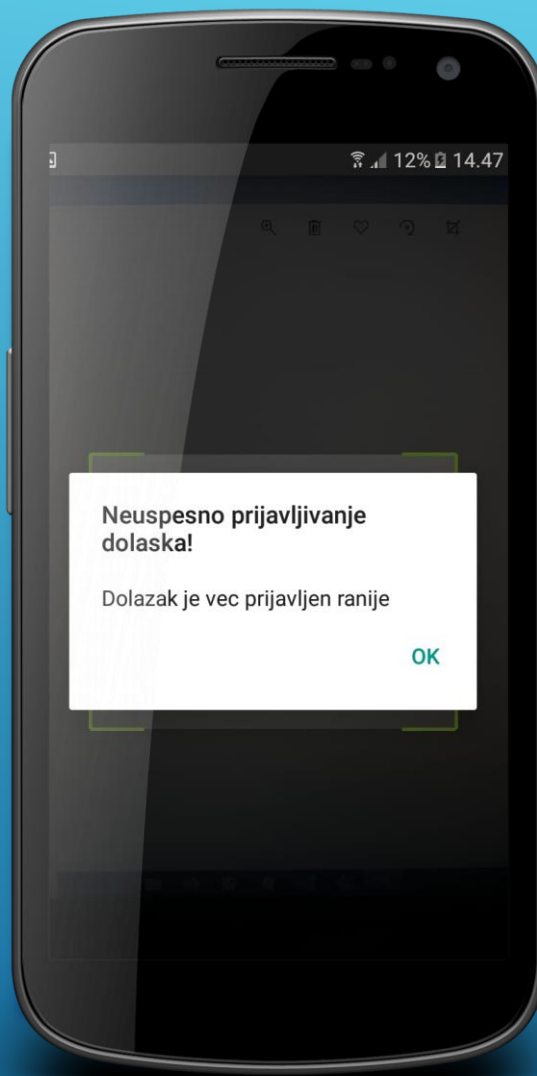 12% 14.47
Neuspesno prijavljivanje
dolaska!
Dolazak je vec prijavljen ranije
OK